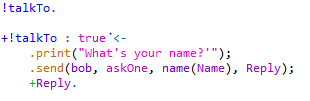 !talkTo.
+!talkTo : true <-
.print("What's your name?'");
.send(bob, askOne, name(Name), Reply);
+Reply.